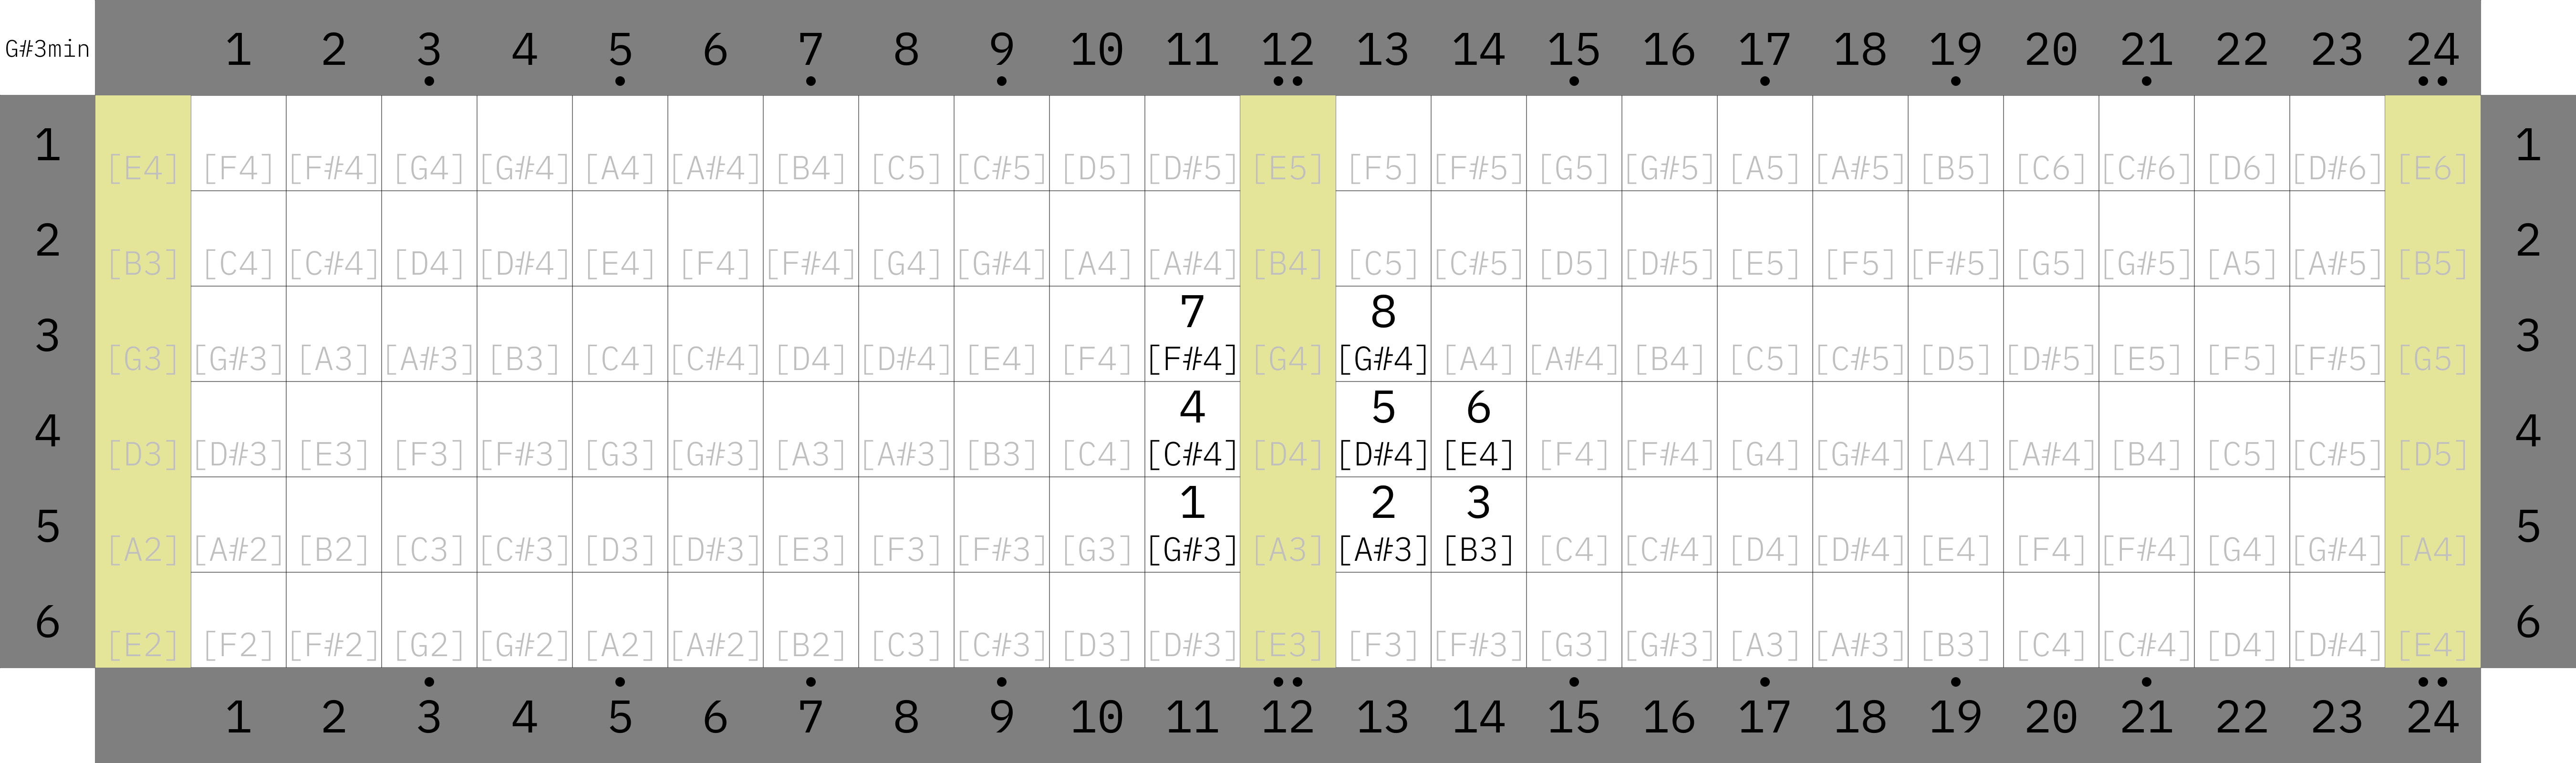 G#3min 1 2 3 4 5 6 7 8 9 10 11 12 13 14 15 16 17 18 19 20 21 22 23 24
1 [E4] [F4] [F#4] [G4] [G#4] [A4] [A#4] [B4] [C5] [C#5] [D5] [D#5] [E5] [F5] [F#5] [G5] [G#5] [A5] [A#5] [B5] [C6] [C#6] [D6] [D#6] [E6] 1
2 [B3] [C4] [C#4] [D4] [D#4] [E4] [F4] [F#4] [G4] [G#4] [A4] [A#4] [B4] [C5] [C#5] [D5] [D#5] [E5] [F5] [F#5] [G5] [G#5] [A5] [A#5] [B5] 2
7 8
3 [G3] [G#3] [A3] [A#3] [B3] [C4] [C#4] [D4] [D#4] [E4] [F4] [F#4] [G4] [G#4] [A4] [A#4] [B4] [C5] [C#5] [D5] [D#5] [E5] [F5] [F#5] [G5] 3
4 5 6
4 [D3] [D#3] [E3] [F3] [F#3] [G3] [G#3] [A3] [A#3] [B3] [C4] [C#4] [D4] [D#4] [E4] [F4] [F#4] [G4] [G#4] [A4] [A#4] [B4] [C5] [C#5] [D5] 4
1 2 3
5 [A2] [A#2] [B2] [C3] [C#3] [D3] [D#3] [E3] [F3] [F#3] [G3] [G#3] [A3] [A#3] [B3] [C4] [C#4] [D4] [D#4] [E4] [F4] [F#4] [G4] [G#4] [A4] 5
6 [E2] [F2] [F#2] [G2] [G#2] [A2] [A#2] [B2] [C3] [C#3] [D3] [D#3] [E3] [F3] [F#3] [G3] [G#3] [A3] [A#3] [B3] [C4] [C#4] [D4] [D#4] [E4] 6
1 2 3 4 5 6 7 8 9 10 11 12 13 14 15 16 17 18 19 20 21 22 23 24